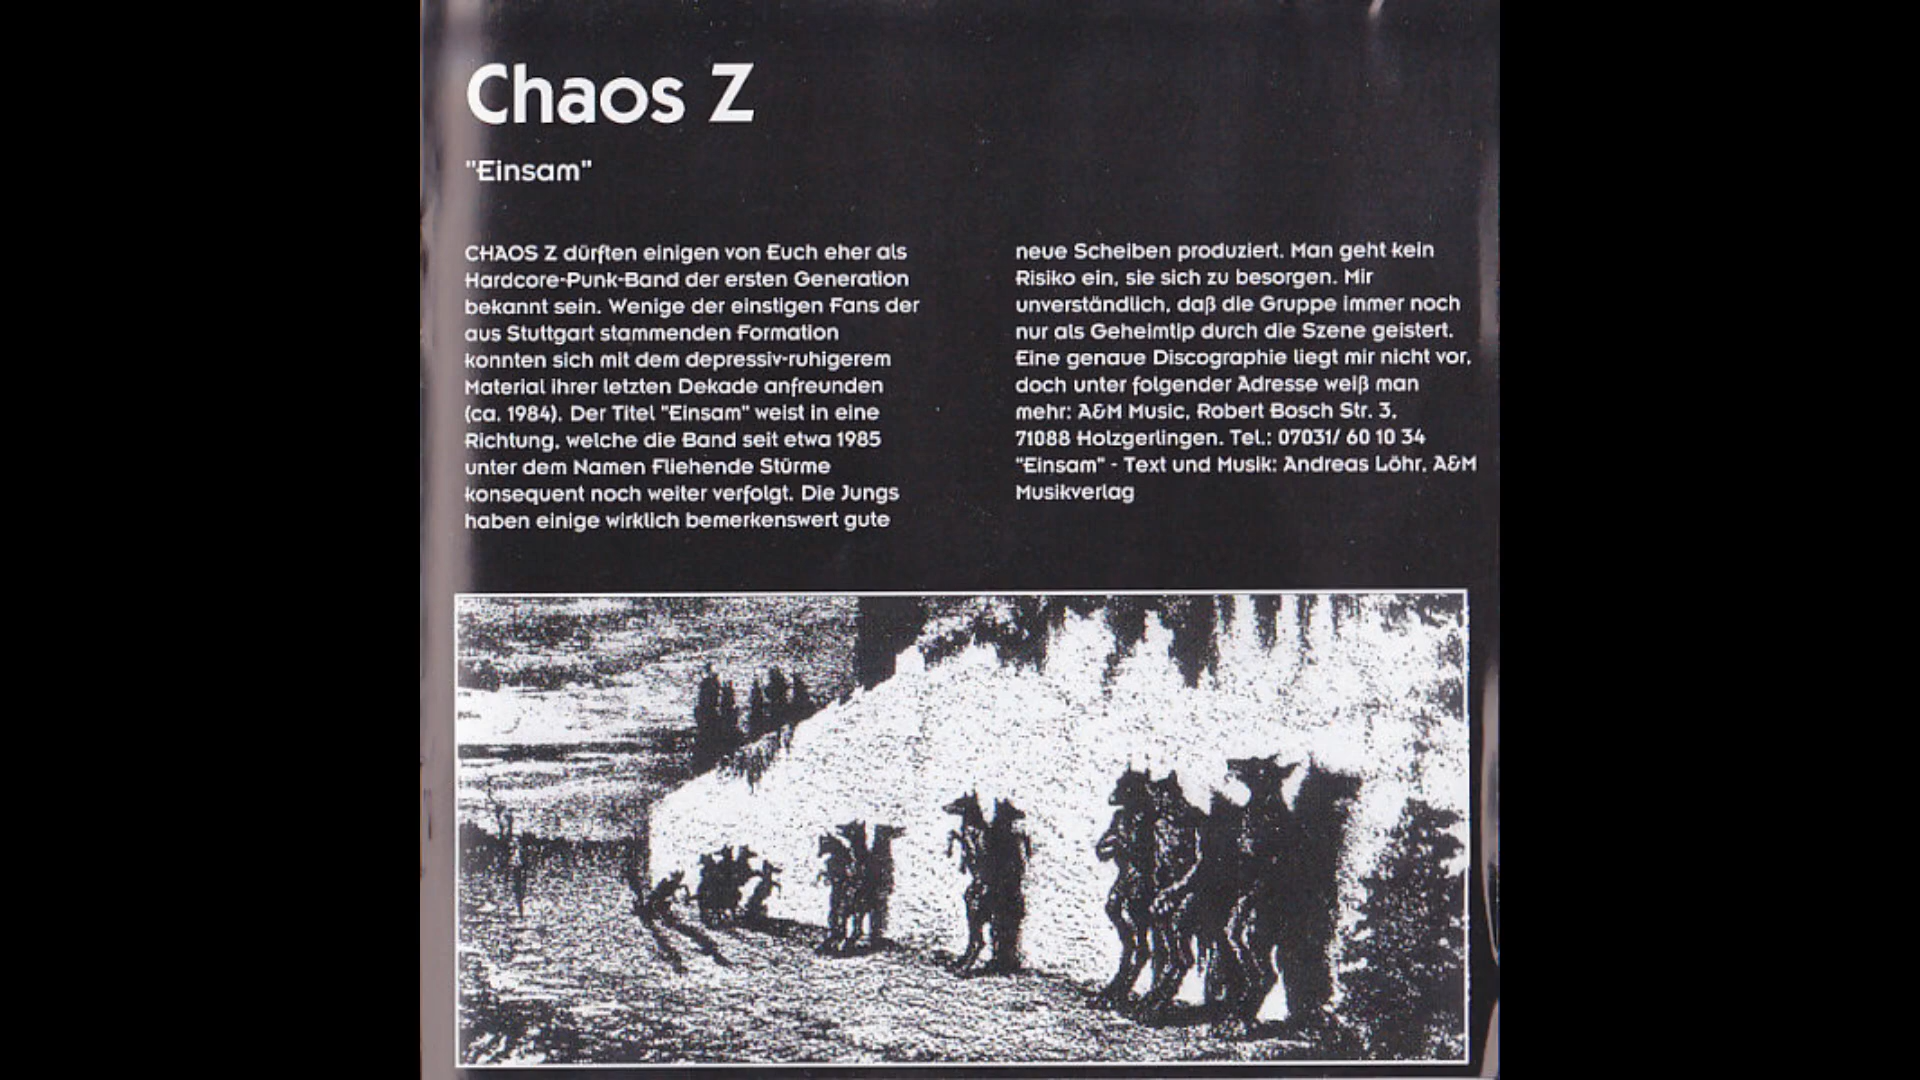 Chaos Z
"Einsam"
CHAOS Z dürften einigen von Euch eher als
Hardcore-Punk-Band der ersten Generation
bekannt sein. Wenige der einstigen Fans der
aus Stuttgart stammenden Formation
konnten sich mit dem depressiv-ruhigerem
Material ihrer letzten Dekade anfreunden
(ca. 1984). Der Titel "Einsam" weist in eine
Richtung, welche die Band seit etwa 1985
unter dem Namen Fliehende Stürme
konsequent noch weiter verfolgt. Die Jungs
haben einige wirklich bemerkenswert gute
neue Scheiben produziert. Man geht kein
Risiko ein, sie sich zu besorgen. Mir
unverständlich, daß die Gruppe immer noch
nur als Geheimtip durch die Szene geistert.
Eine genaue Discographie liegt mir nicht vor,
doch unter folgender Adresse weiß man
mehr: A&M Music, Robert Bosch Str. 3,
71088 Holzgerlingen. Tel.: 07031/ 60 10 34
"Einsam" - Text und Musik: Andreas Löhr, A&M
Musikverlag